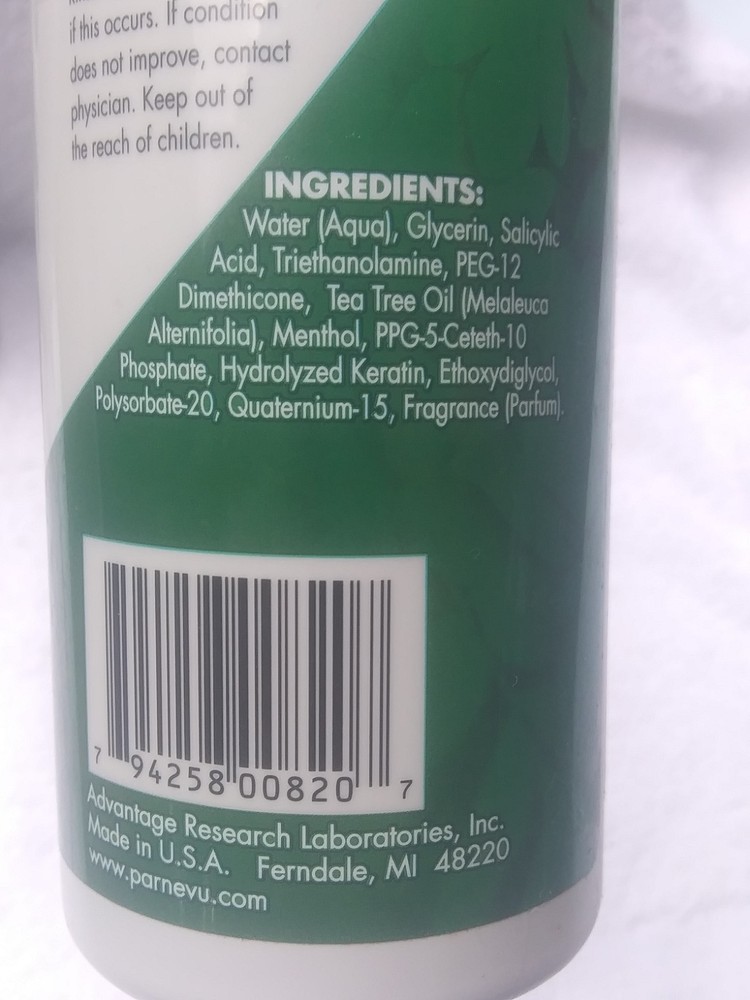 if this occurs. If condition
does not improve, contact
physician. Keep out of
the reach of children.
INGREDIENTS:
Water (Aqua), Glycerin, Salicylic
Acid, Triethanolamine, PEG-12
Dimethicone, Tea Tree Oil (Melaleuca
Alternifolia), Menthol, PPG-5-Ceteth-10
Phosphate, Hydrolyzed Keratin, Ethoxydiglycol,
Polysorbate-20, Quaternium-15, Fragrance (Parfum).
7 94258 00820 7
Advantage Research Laboratories, Inc.
Made in U.S.A. Ferndale, MI 48220
www.parnevu.com